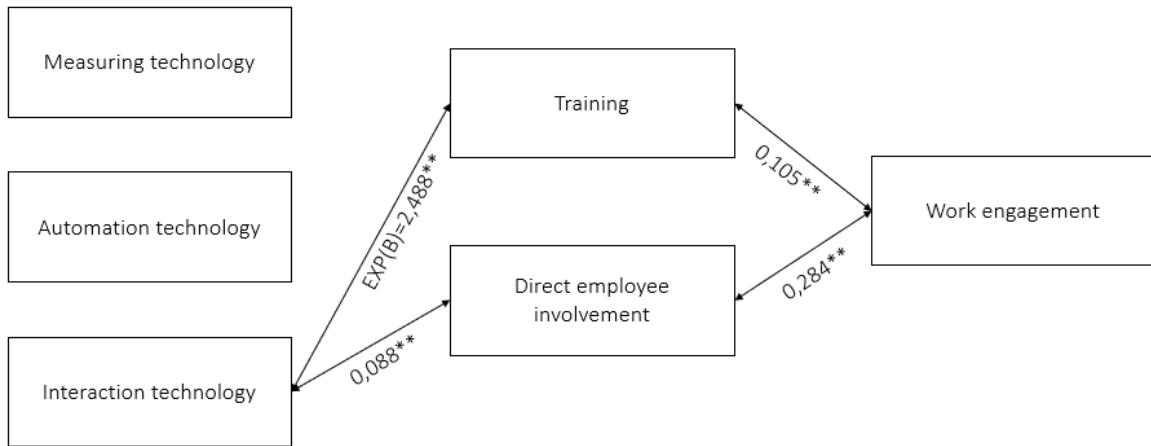 Measuring technology
Automation technology
Interaction technology
EXP(B)=2,488**
0,088**
Training
Direct employee
involvement
0,105**
0,284**
Work engagement